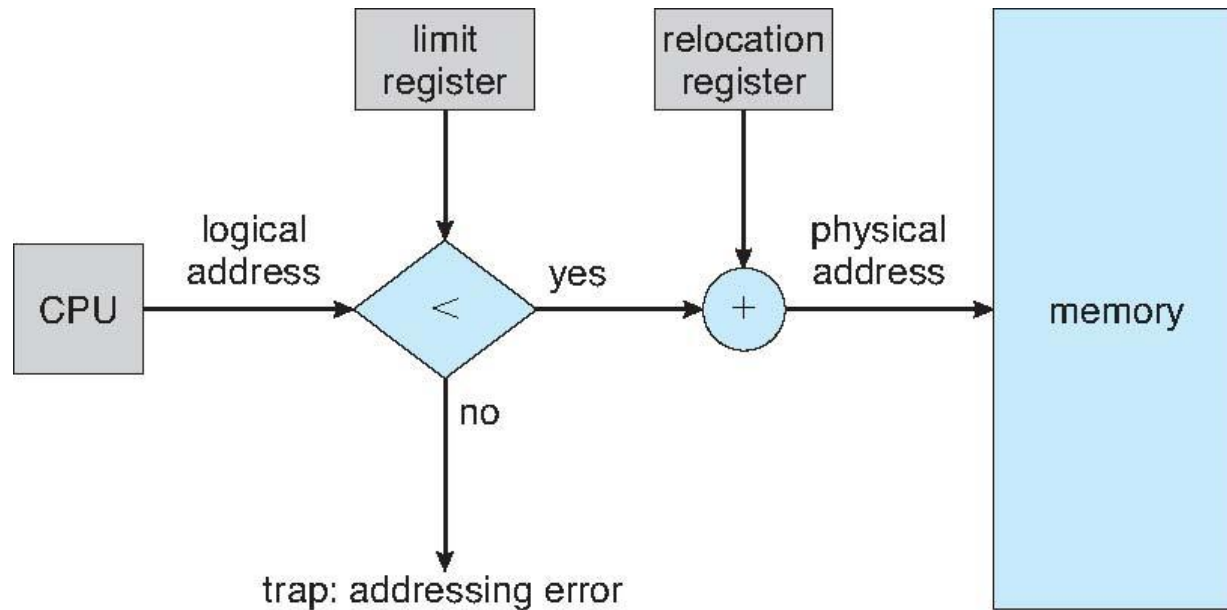 limit
register
relocation
register
logical
address
physical
address
CPU
<
yes
+
memory
no
trap: addressing error